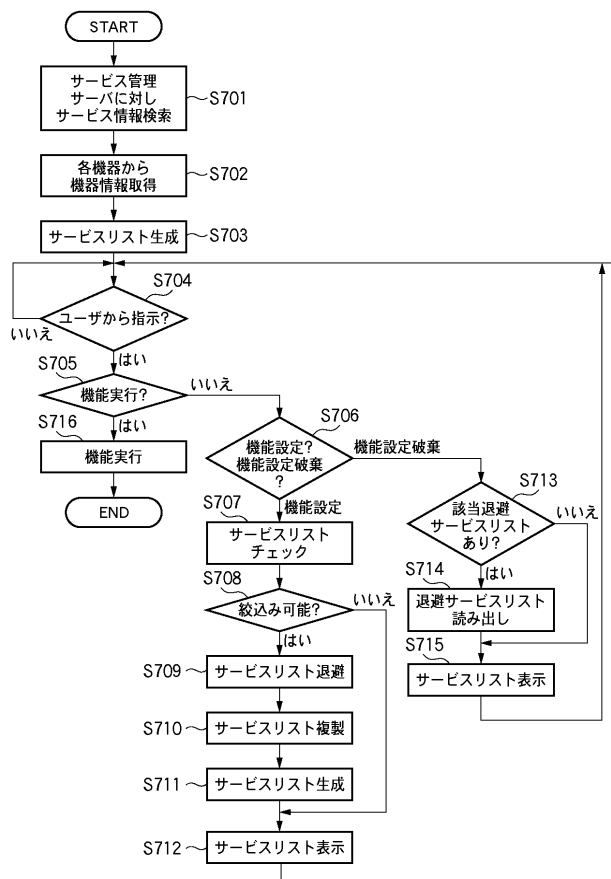 START
サービス管理
サーバに対し
サービス情報検索
S701
各機器から
機器情報取得
S702
サービスリスト生成
S703
S704
ユーザから指示?
いいえ
はい
S705
機能実行?
いいえ
はい
S716
機能実行
END
S706
機能設定?
機能設定破棄
?
機能設定破棄
機能設定
S707
サービスリスト
チェック
S708
絞込み可能?
いいえ
はい
S709
サービスリスト退避
S710
サービスリスト複製
S711
サービスリスト生成
S712
サービスリスト表示
S713
該当退避
サービスリスト
あり?
いいえ
はい
S714
退避サービスリスト
読み出し
S715
サービスリスト表示